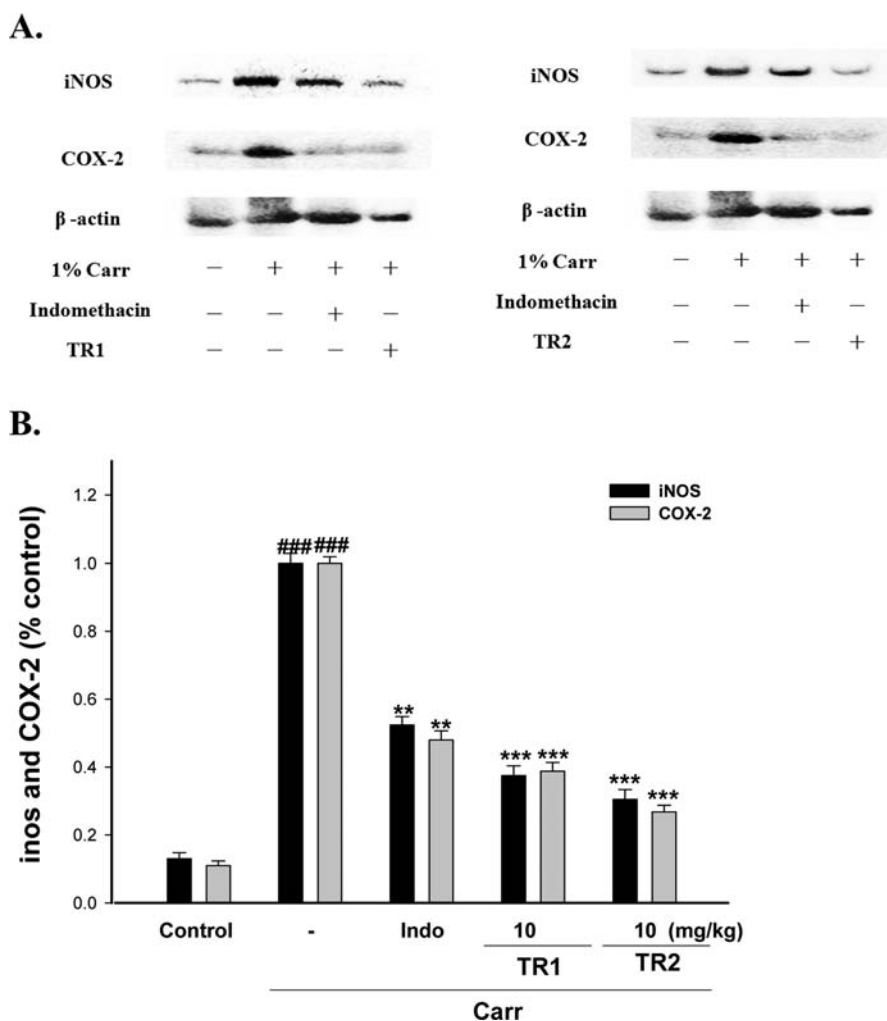 A.
iNOS
COX-2
β -actin
1% Carr − + + +
Indomethacin − − + −
TR1 − − − +
iNOS
COX-2
β -actin
1% Carr − + + +
Indomethacin − − + −
TR2 − − − +
B.
inos and COX-2 (% control)
1.2
1.0
0.8
0.6
0.4
0.2
0.0
iNOS
COX-2
### ###
** **
*** ***
*** ***
Control - Indo 10 10 (mg/kg)
TR1 TR2
Carr